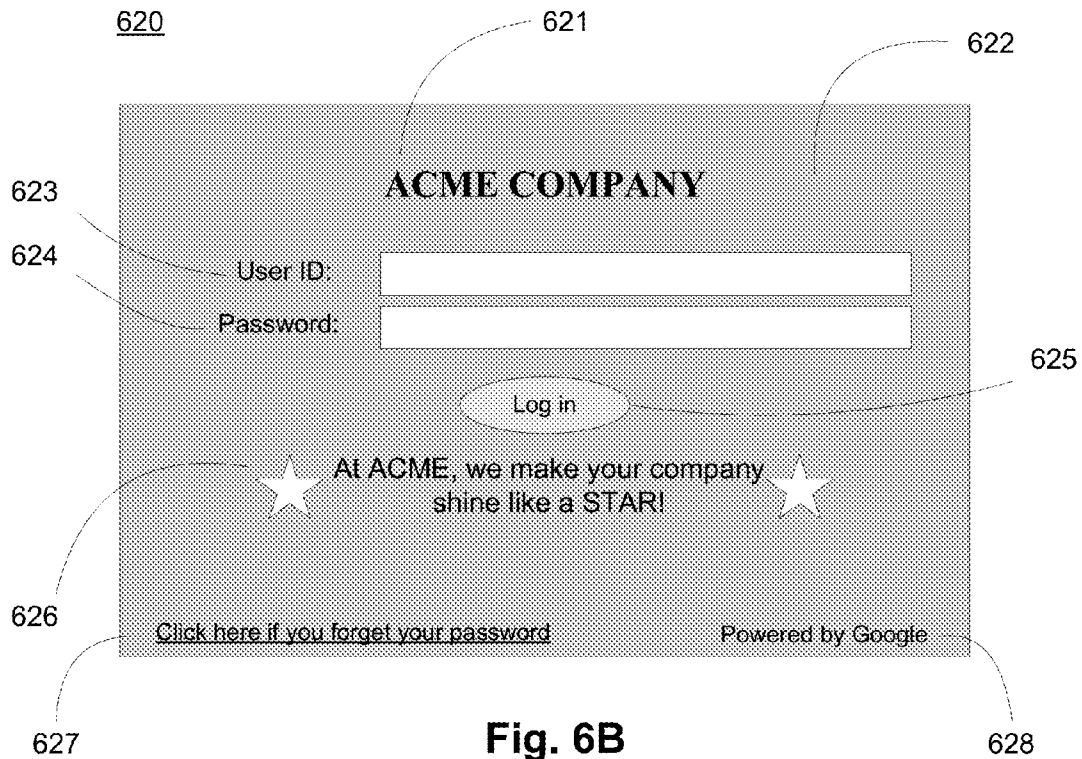 620
621
622
ACME COMPANY
623
User ID:
624
Password:
625
Log in
At ACME, we make your company
shine like a STAR!
626
Click here if you forget your password
Powered by Google
627
Fig. 6B
628